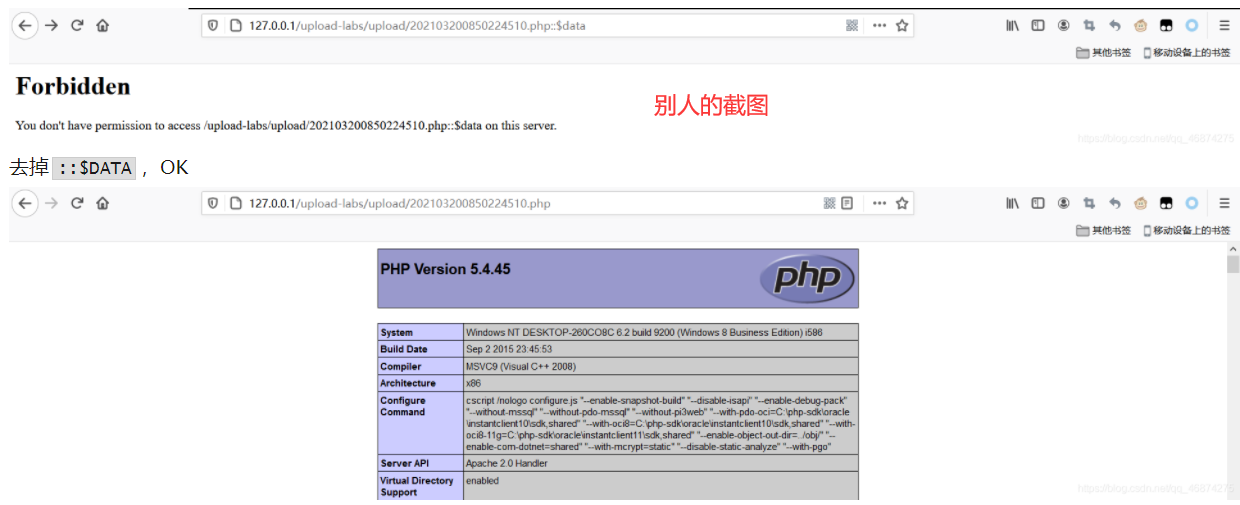 127.0.0.1/upload-labs/upload/202103200850224510.php::$data
其他书签 移动设备上的书签
Forbidden
别人的截图
You don't have permission to access /upload-labs/upload/202103200850224510.php::$data on this server.
https://blog.csdn.net/qq_46874275
去掉 ::$DATA ，OK
127.0.0.1/upload-labs/upload/202103200850224510.php
其他书签 移动设备上的书签
PHP Version 5.4.45
php
System Windows NT DESKTOP-260CO8C 6.2 build 9200 (Windows 8 Business Edition) i586
Build Date Sep 2 2015 23:45:53
Compiler MSVC9 (Visual C++ 2008)
Architecture x86
Configure Command cscript /nologo configure.js "--enable-snapshot-build" "--disable-isapi" "--enable-debug-pack"
"--without-mssql" "--without-pdo-mssql" "--without-pi3web" "--with-pdo-oci=C:\php-sdk\oracle
\instantclient10\sdk,shared" "--with-oci8=C:\php-sdk\oracle\instantclient10\sdk,shared" "--with-
oci8-11g=C:\php-sdk\oracle\instantclient11\sdk,shared" "--enable-object-out-dir=../obj/" "--
enable-com-dotnet=shared" "--with-mcrypt=static" "--disable-static-analyze" "--with-pgo"
Server API Apache 2.0 Handler
Virtual Directory Support enabled
https://blog.csdn.net/qq_46874275